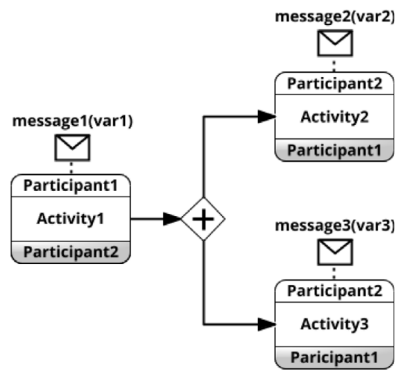 message2(var2)
Participant2
Activity2
Participant1
message1(var1)
Participant1
Activity1
Participant2
message3(var3)
Participant2
Activity3
Paricipant1